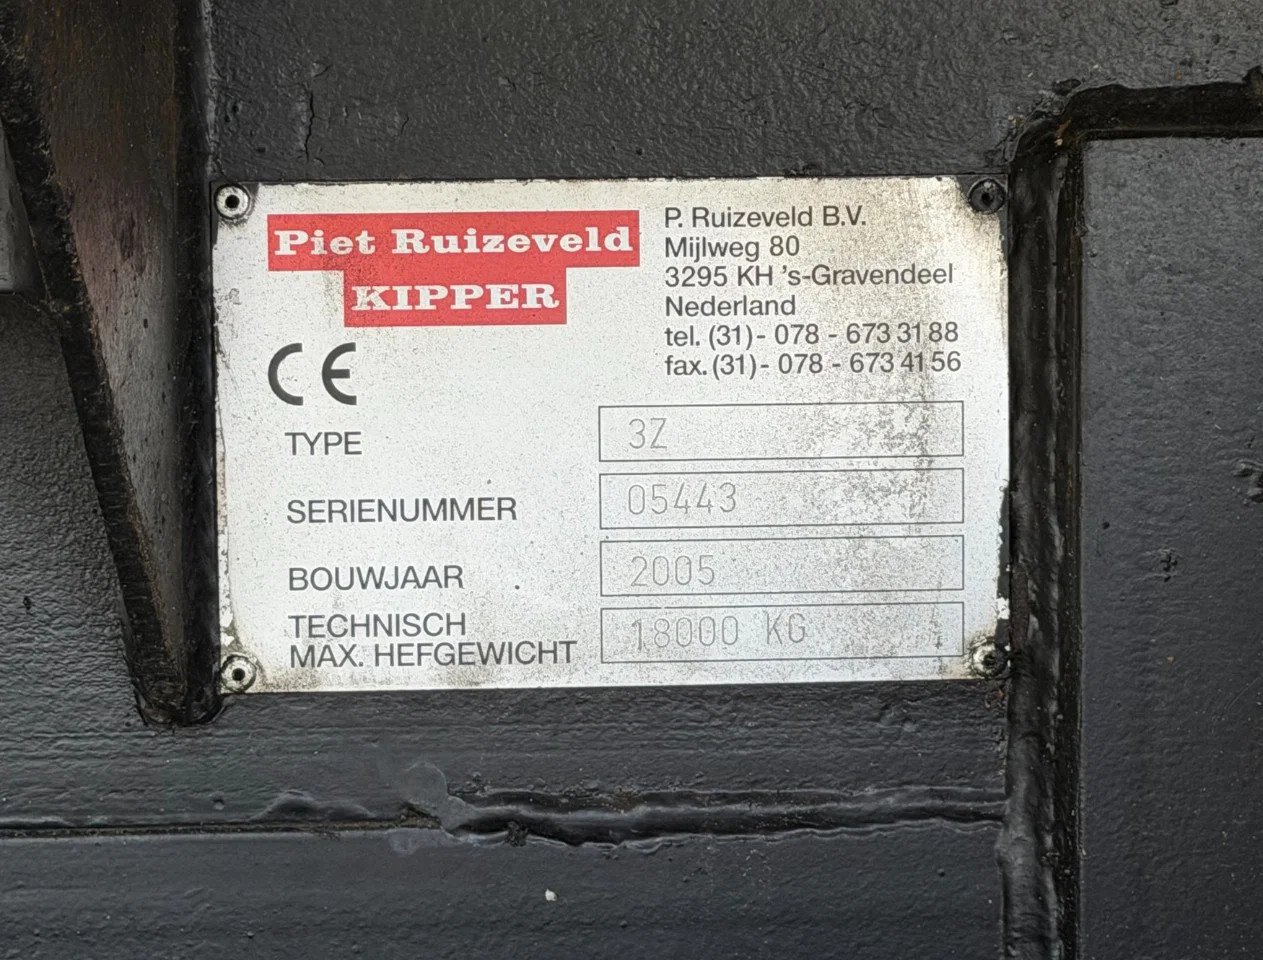 Piet Ruizeveld
KIPPER
P. Ruizeveld B.V.
Mijlweg 80
3295 KH 's-Gravendeel
Nederland
tel. (31) - 078 - 673 31 88
fax. (31) - 078 - 673 41 56
CE
TYPE 3Z
SERIENUMMER 05443
BOUWJAAR 2005
TECHNISCH
MAX. HEFGEWICHT 18000 KG